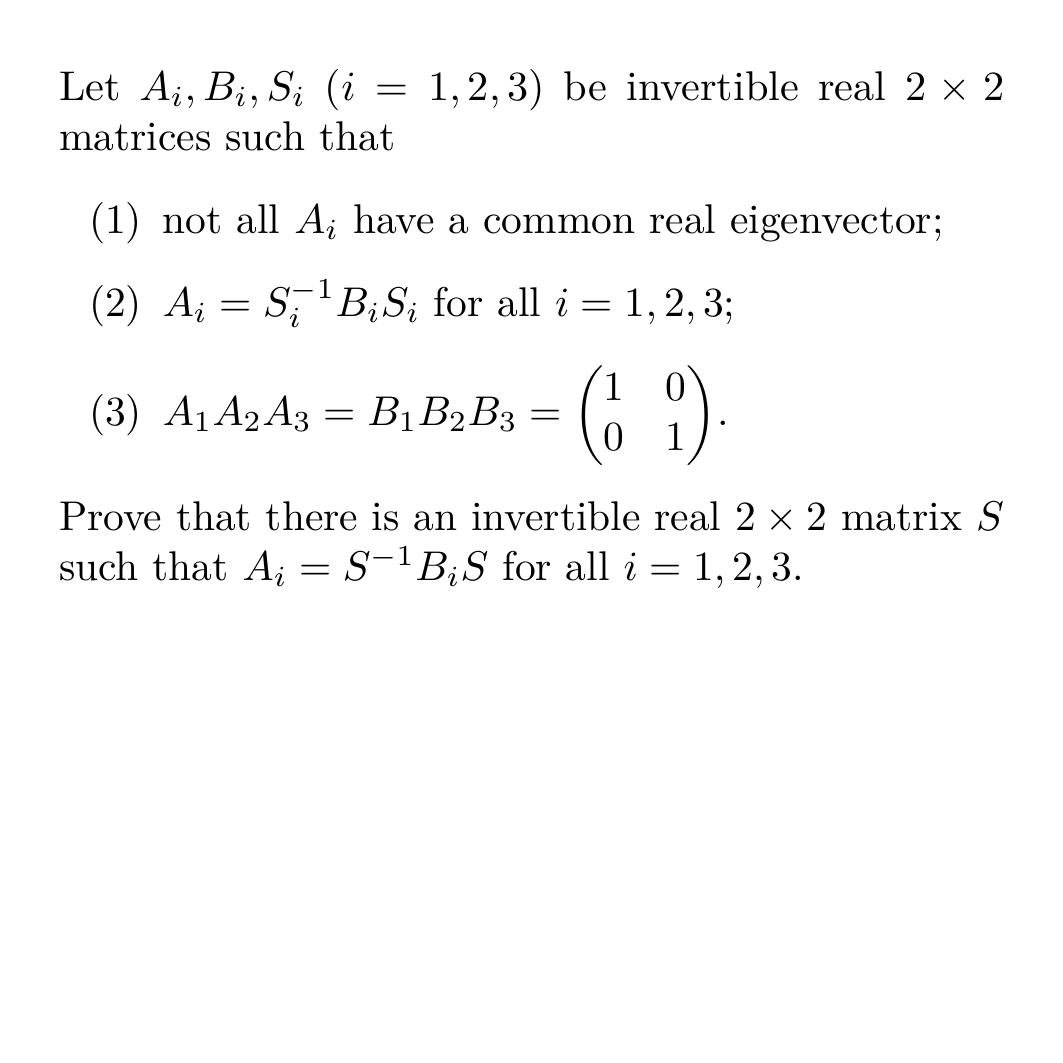 Let A_i, B_i, S_i (i = 1, 2, 3) be invertible real 2 × 2
matrices such that
(1) not all A_i have a common real eigenvector;
(2) A_i = S_i^{-1} B_i S_i for all i = 1, 2, 3;
(3) A_1 A_2 A_3 = B_1 B_2 B_3 = \begin{pmatrix} 1 & 0 \\ 0 & 1 \end{pmatrix}.
Prove that there is an invertible real 2 × 2 matrix S
such that A_i = S^{-1} B_i S for all i = 1, 2, 3.